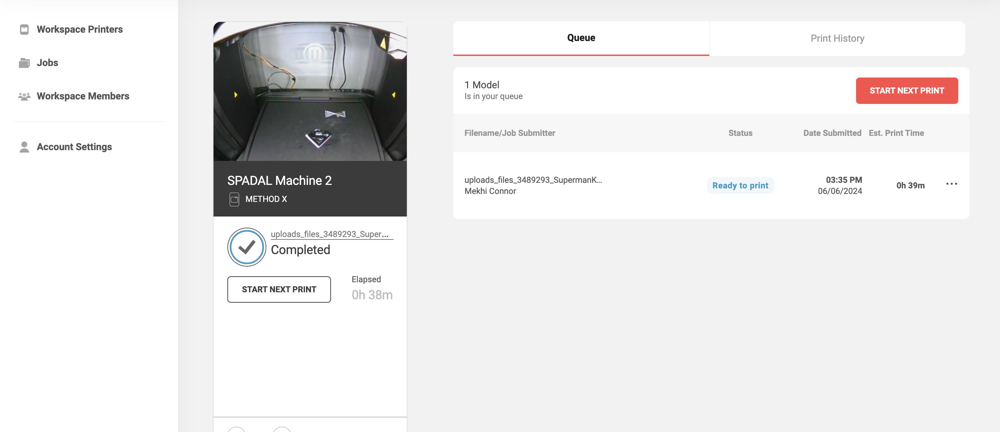 Workspace Printers
Jobs
Workspace Members
Account Settings
SPADAL Machine 2
METHOD X
uploads_files_3489293_Super...
Completed
START NEXT PRINT
Elapsed
0h 38m
Queue
Print History
1 Model
Is in your queue
START NEXT PRINT
Filename/Job Submitter Status Date Submitted Est. Print Time
uploads_files_3489293_SupermanK...
Mekhi Connor
Ready to print
03:35 PM
06/06/2024
0h 39m